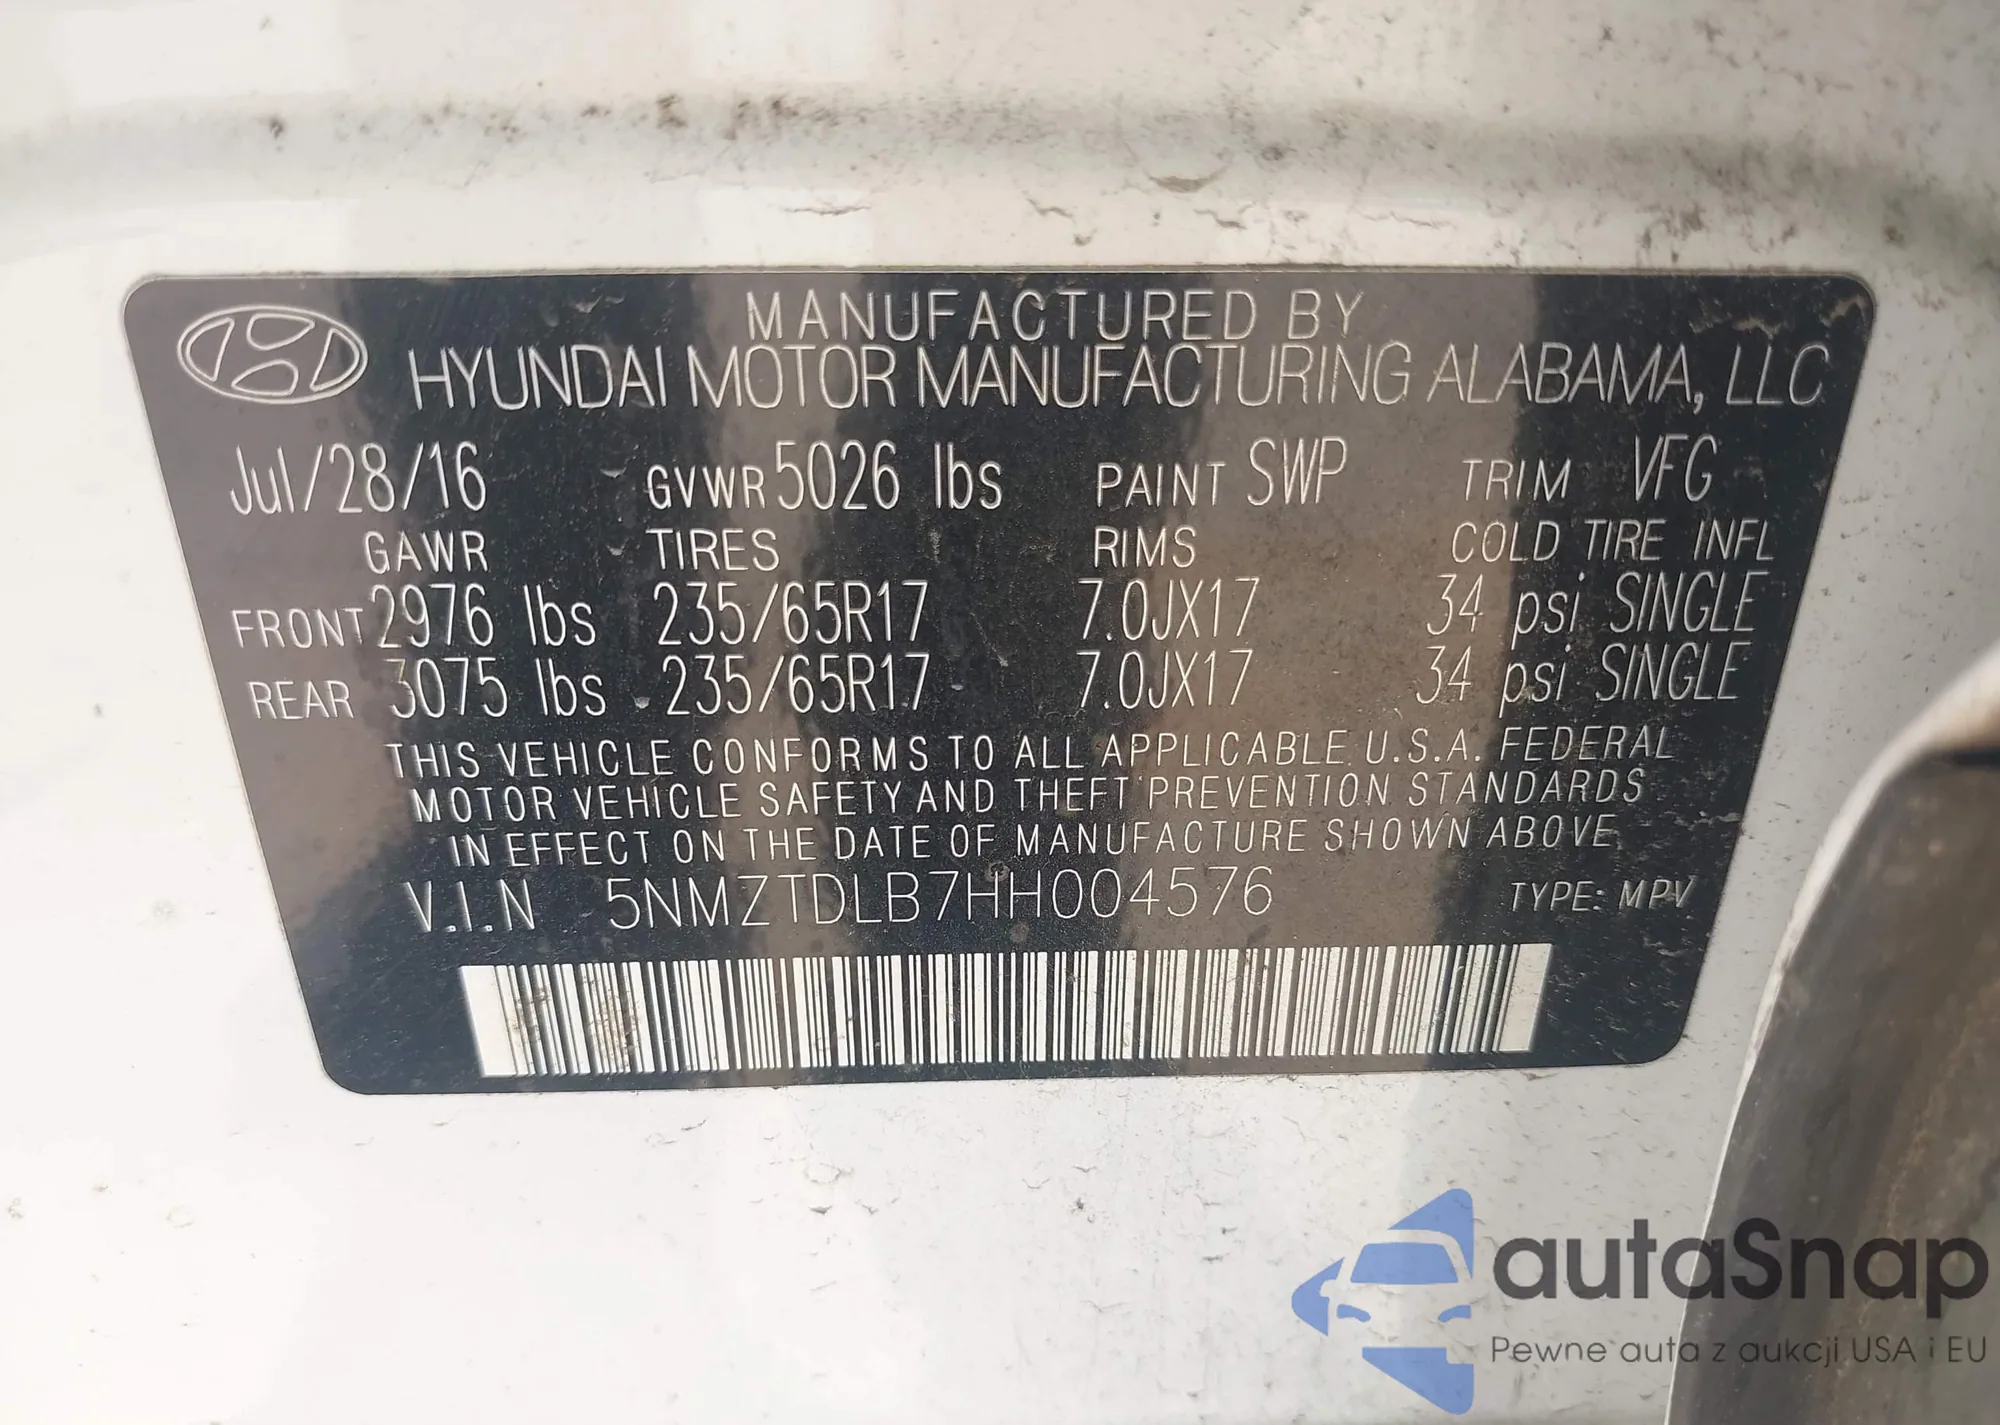 MANUFACTURED BY
HYUNDAI MOTOR MANUFACTURING ALABAMA, LLC
Jul/28/16 GVWR 5026 lbs PAINT SWP TRIM VFG
GAWR TIRES RIMS COLD TIRE INFL
FRONT 2976 lbs 235/65R17 7.0JX17 34 psi SINGLE
REAR 3075 lbs 235/65R17 7.0JX17 34 psi SINGLE
THIS VEHICLE CONFORMS TO ALL APPLICABLE U.S.A. FEDERAL
MOTOR VEHICLE SAFETY AND THEFT PREVENTION STANDARDS
IN EFFECT ON THE DATE OF MANUFACTURE SHOWN ABOVE
V.I.N 5NMZTDLB7HH004576 TYPE: MPV
autaSnap
Pewne auta z aukcji USA i EU